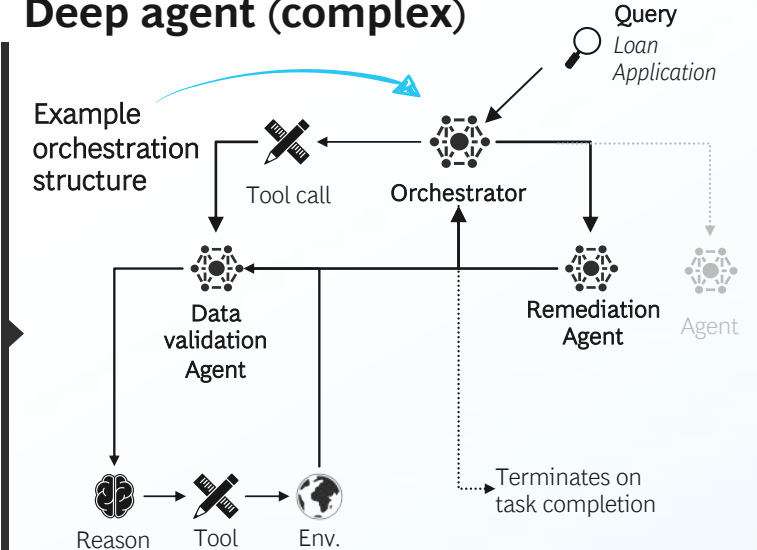 Deep agent (complex)
Query
Loan
Application
Example
orchestration
structure
Tool call
Orchestrator
Data
validation
Agent
Remediation
Agent
Agent
Terminates on
task completion
Reason
Tool
Env.